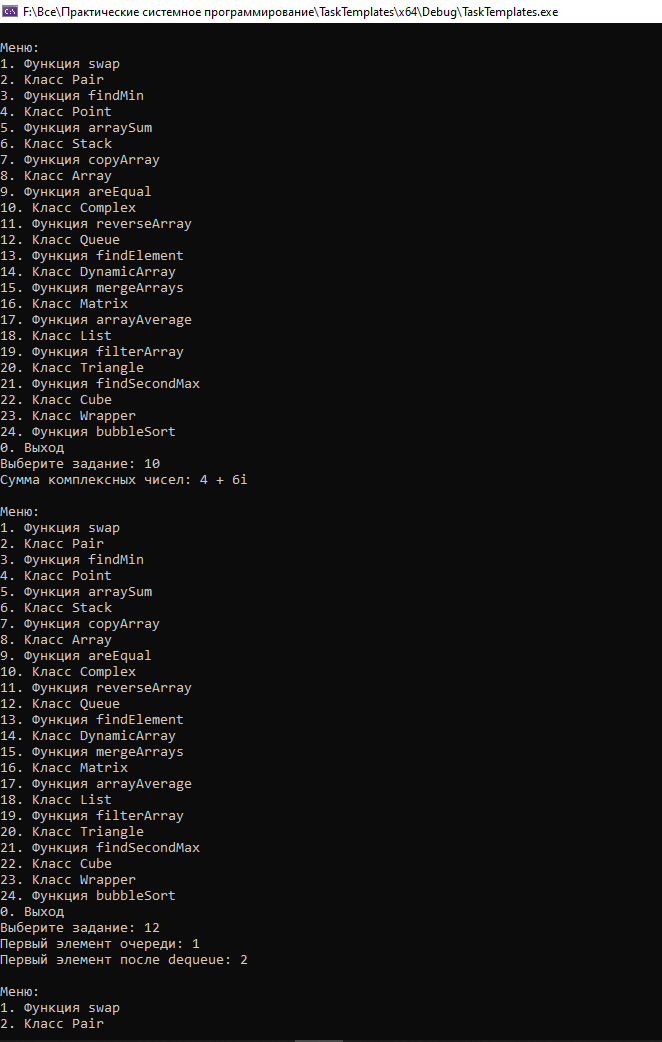 F:\Все\Практические системное программирование\TaskTemplates\x64\Debug\TaskTemplates.exe
Меню:
1. Функция swap
2. Класс Pair
3. Функция findMin
4. Класс Point
5. Функция arraySum
6. Класс Stack
7. Функция copyArray
8. Класс Array
9. Функция areEqual
10. Класс Complex
11. Функция reverseArray
12. Класс Queue
13. Функция findElement
14. Класс DynamicArray
15. Функция mergeArrays
16. Класс Matrix
17. Функция arrayAverage
18. Класс List
19. Функция filterArray
20. Класс Triangle
21. Функция findSecondMax
22. Класс Cube
23. Класс Wrapper
24. Функция bubbleSort
0. Выход
Выберите задание: 10
Сумма комплексных чисел: 4 + 6i
Меню:
1. Функция swap
2. Класс Pair
3. Функция findMin
4. Класс Point
5. Функция arraySum
6. Класс Stack
7. Функция copyArray
8. Класс Array
9. Функция areEqual
10. Класс Complex
11. Функция reverseArray
12. Класс Queue
13. Функция findElement
14. Класс DynamicArray
15. Функция mergeArrays
16. Класс Matrix
17. Функция arrayAverage
18. Класс List
19. Функция filterArray
20. Класс Triangle
21. Функция findSecondMax
22. Класс Cube
23. Класс Wrapper
24. Функция bubbleSort
0. Выход
Выберите задание: 12
Первый элемент очереди: 1
Первый элемент после dequeue: 2
Меню:
1. Функция swap
2. Класс Pair